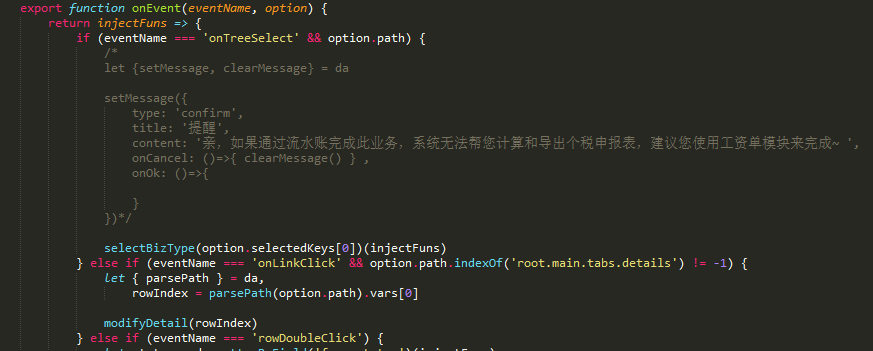 export function onEvent(eventName, option) {
return injectFuns => {
if (eventName === 'onTreeSelect' && option.path) {
/*
let {setMessage, clearMessage} = da
setMessage({
type: 'confirm',
title: '提醒',
content: '亲，如果通过流水账完成此业务，系统无法帮您计算和导出个税申报表，建议您使用工资单模块来完成~ ',
onCancel: ()=>{ clearMessage() } ,
onOk: ()=>{
}
})*/
selectBizType(option.selectedKeys[0])(injectFuns)
} else if (eventName === 'onLinkClick' && option.path.indexOf('root.main.tabs.details') != -1) {
let { parsePath } = da,
rowIndex = parsePath(option.path).vars[0]
modifyDetail(rowIndex)
} else if (eventName === 'rowDoubleClick') {